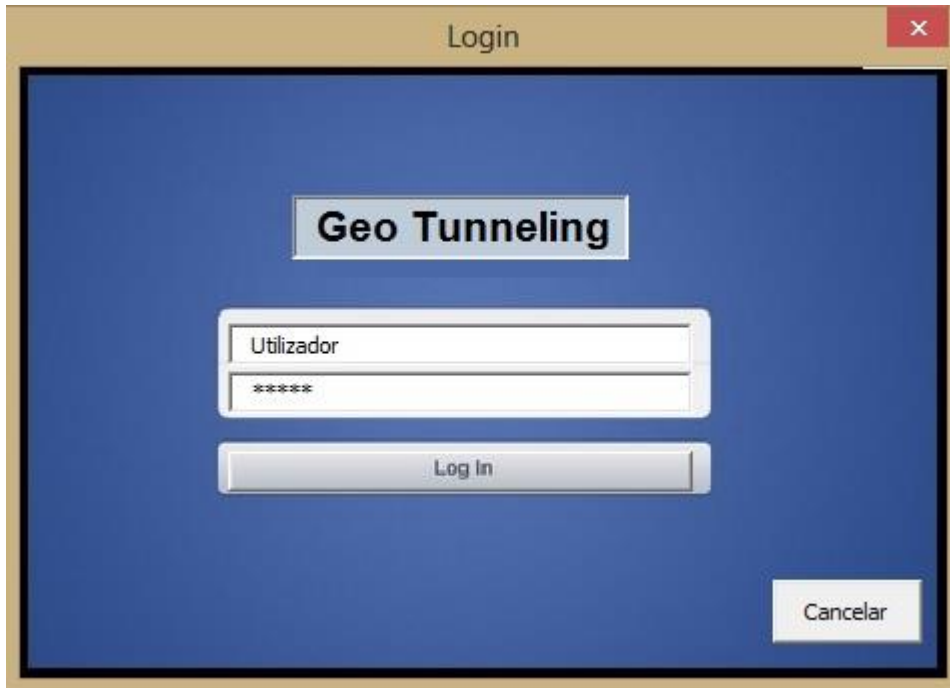 Login
Geo Tunneling
Utilizador
*****
Log In
Cancelar